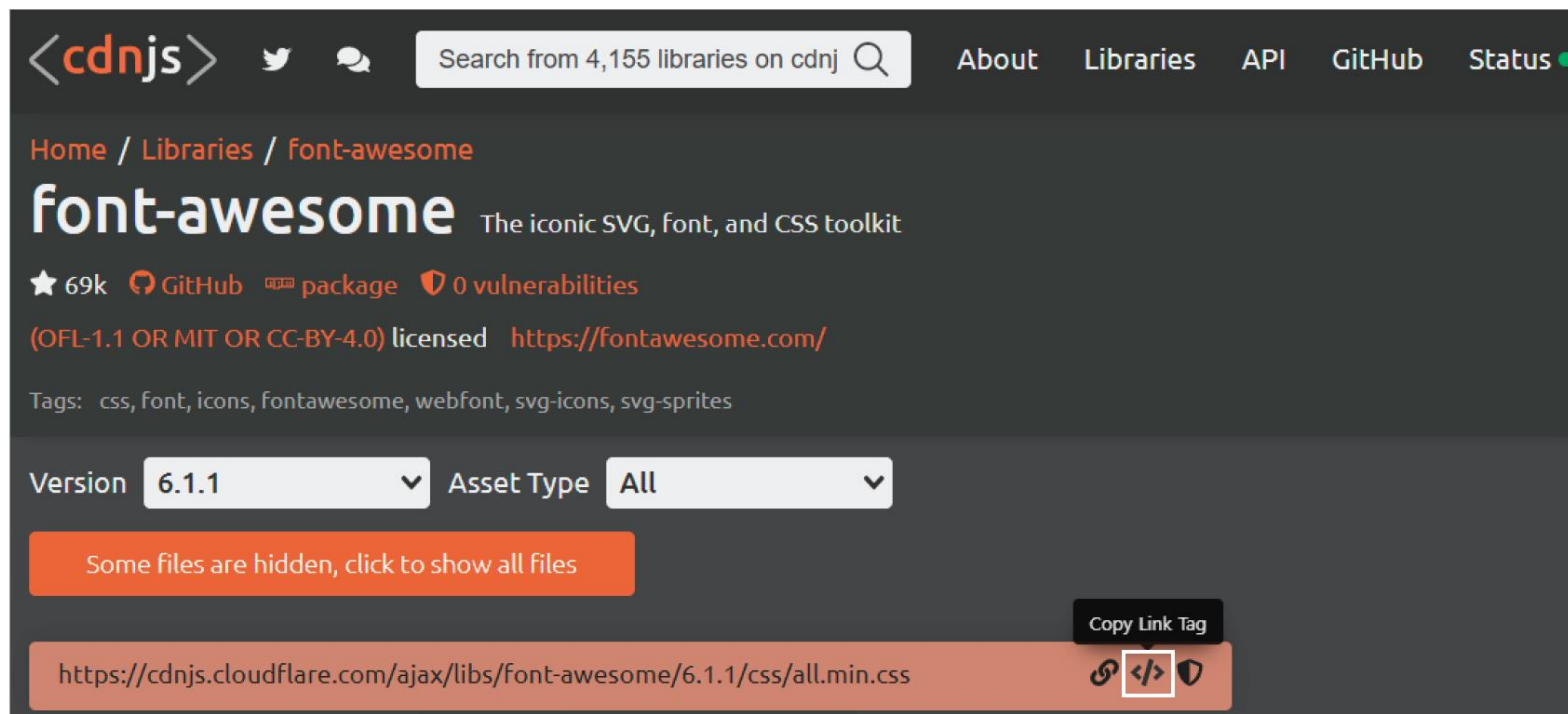 <cdnjs> Search from 4,155 libraries on cdnj About Libraries API GitHub Status
Home / Libraries / font-awesome
font-awesome The iconic SVG, font, and CSS toolkit
69k GitHub npm package 0 vulnerabilities
(OFL-1.1 OR MIT OR CC-BY-4.0) licensed https://fontawesome.com/
Tags: css, font, icons, fontawesome, webfont, svg-icons, svg-sprites
Version 6.1.1 Asset Type All
Some files are hidden, click to show all files
Copy Link Tag
https://cdnjs.cloudflare.com/ajax/libs/font-awesome/6.1.1/css/all.min.css </>